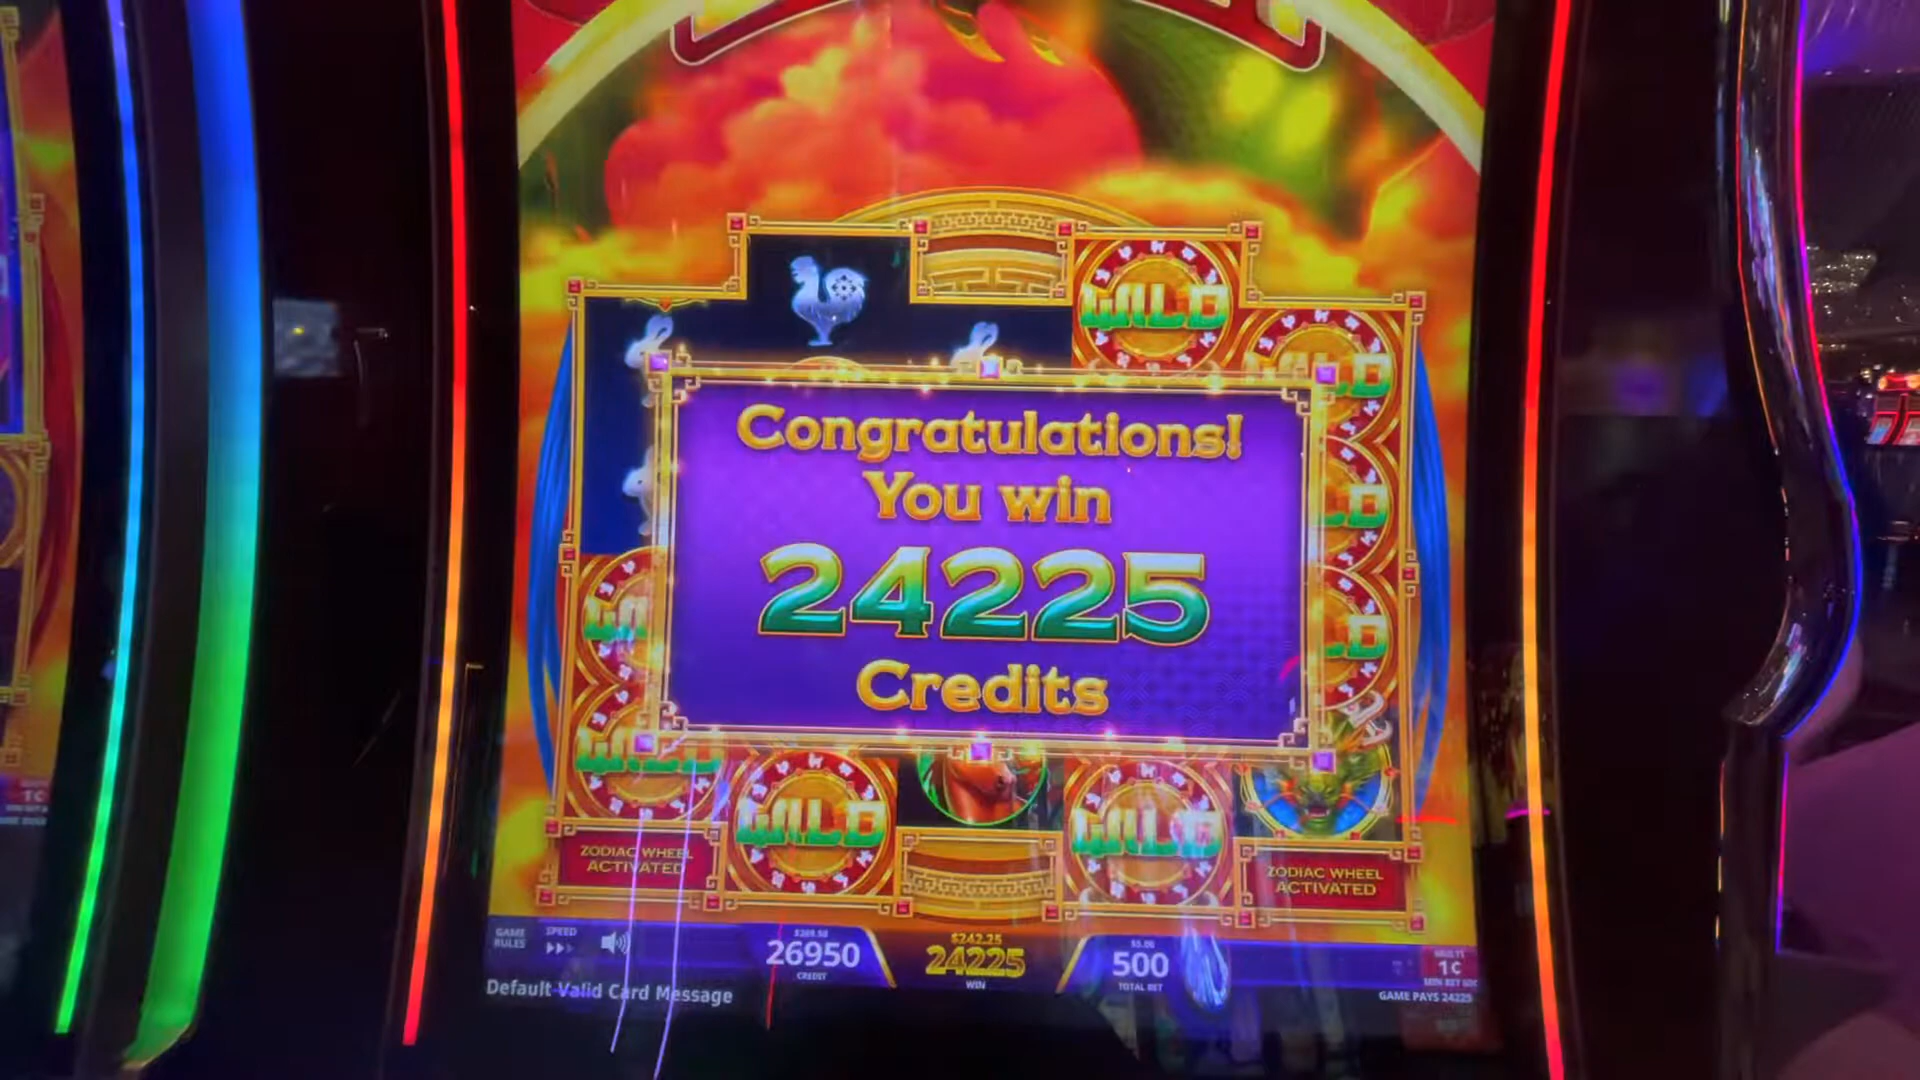 WILD
WILD
Congratulations!
You win
24225
Credits
WILD
WILD
WILD
ZODIAC WHEEL
ACTIVATED
ZODIAC WHEEL
ACTIVATED
GAME
RULES
SPEED
26950
CREDIT
$242.25
24225
WIN
$5.00
500
TOTAL BET
1¢
GAME PAYS 24225
Default Valid Card Message